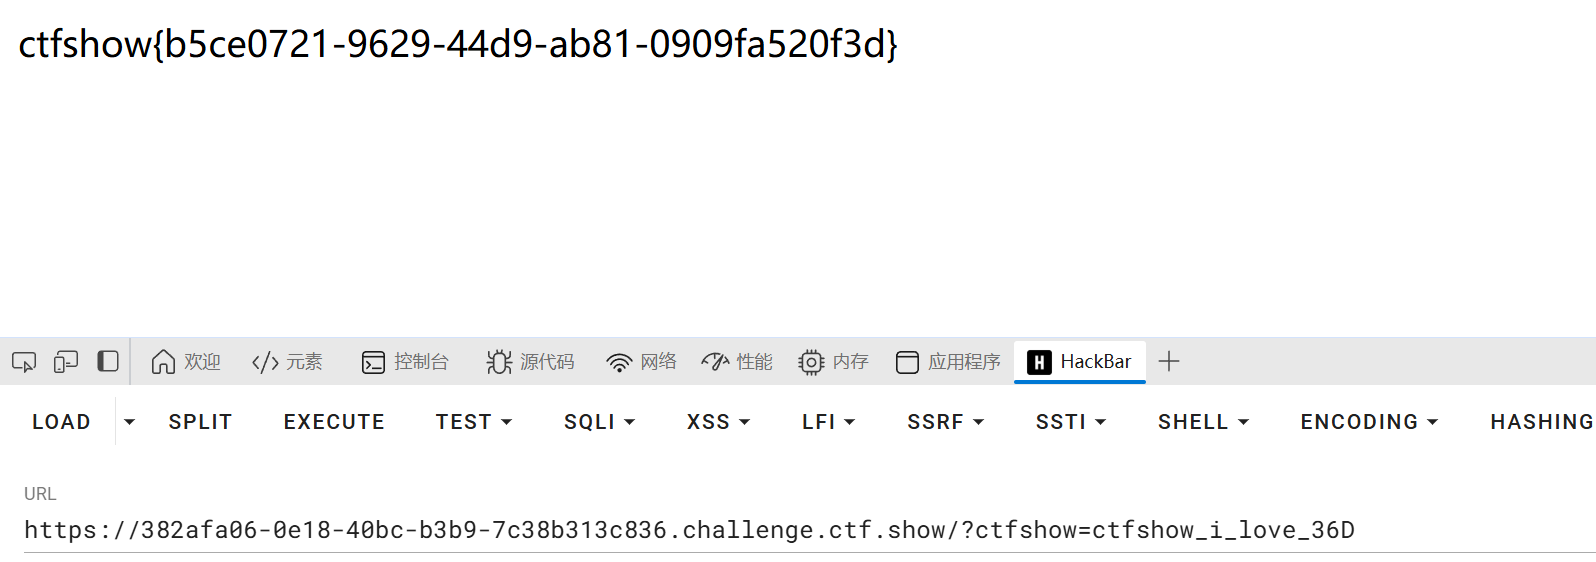 ctfshow{b5ce0721-9629-44d9-ab81-0909fa520f3d}
欢迎 元素 控制台 源代码 网络 性能 内存 应用程序 H HackBar
LOAD SPLIT EXECUTE TEST SQLI XSS LFI SSRF SSTI SHELL ENCODING HASHING
URL
https://382afa06-0e18-40bc-b3b9-7c38b313c836.challenge.ctf.show/?ctfshow=ctfshow_i_love_36D